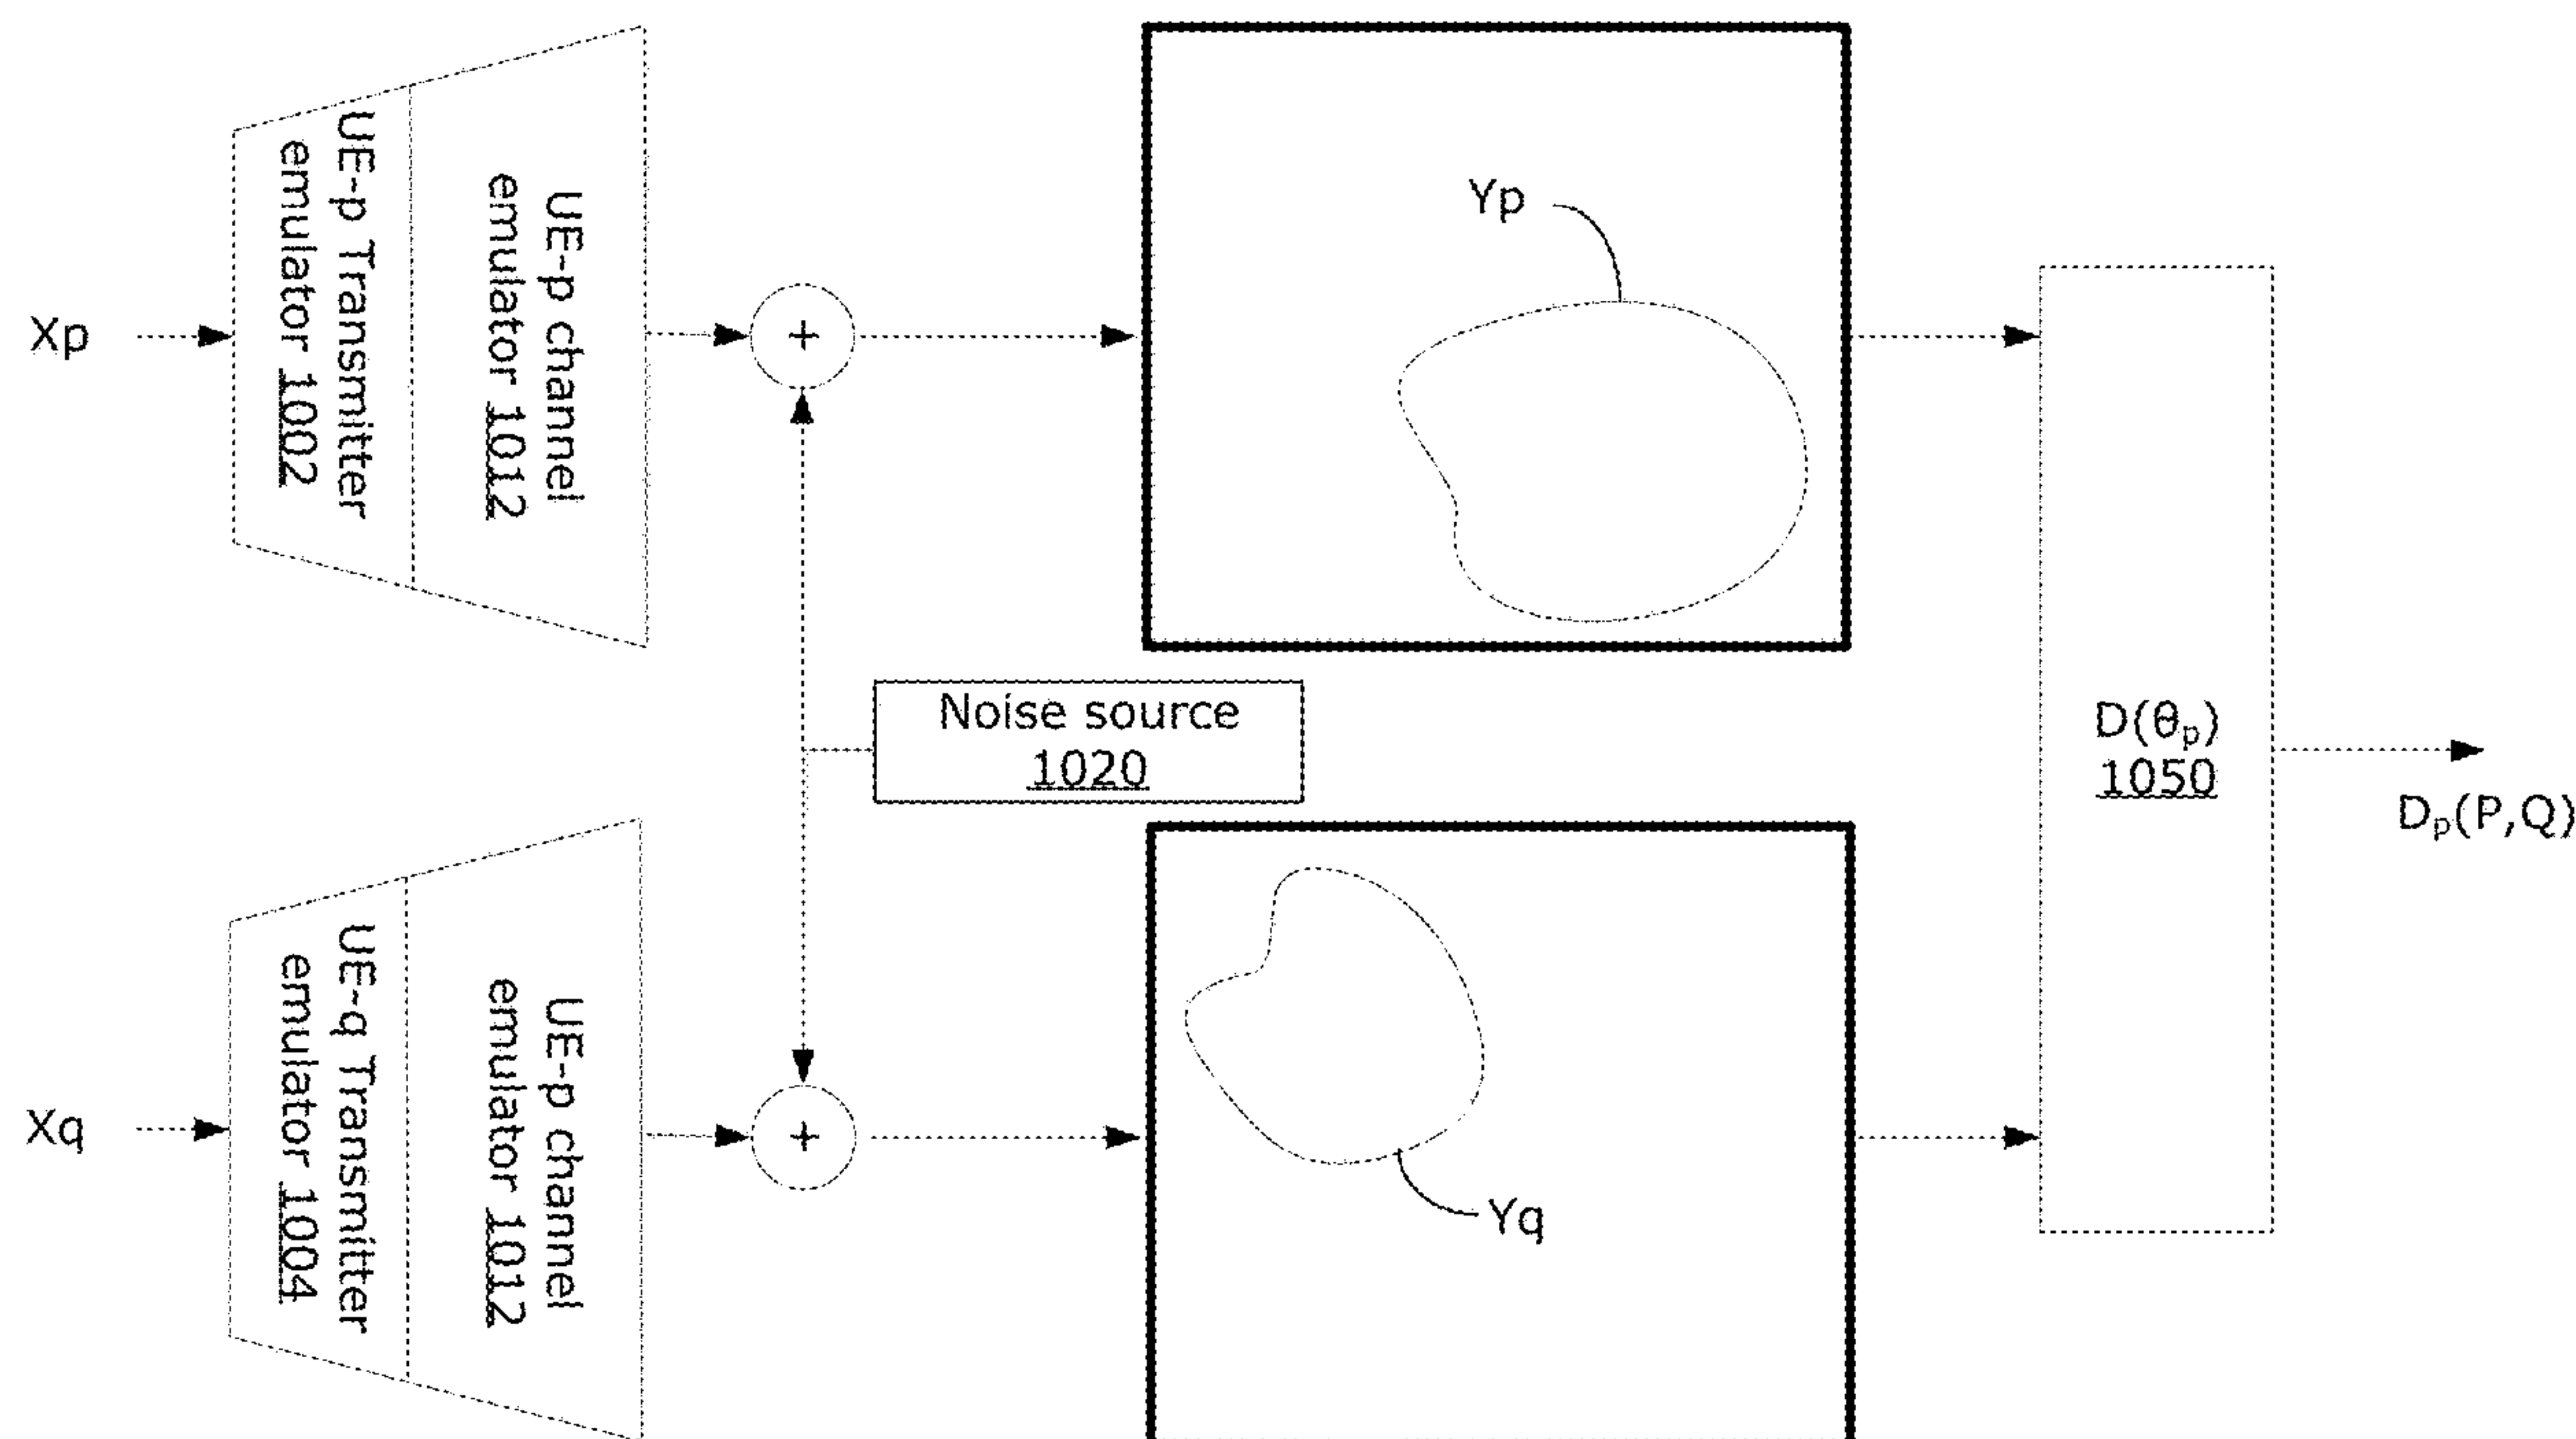 Xp
UE-p Transmitter
emulator 1002
UE-p channel
emulator 1012
+
Yp
Noise source
1020
D(θₚ)
1050
Dₚ(P,Q)
Xq
UE-q Transmitter
emulator 1004
UE-p channel
emulator 1012
+
Yq